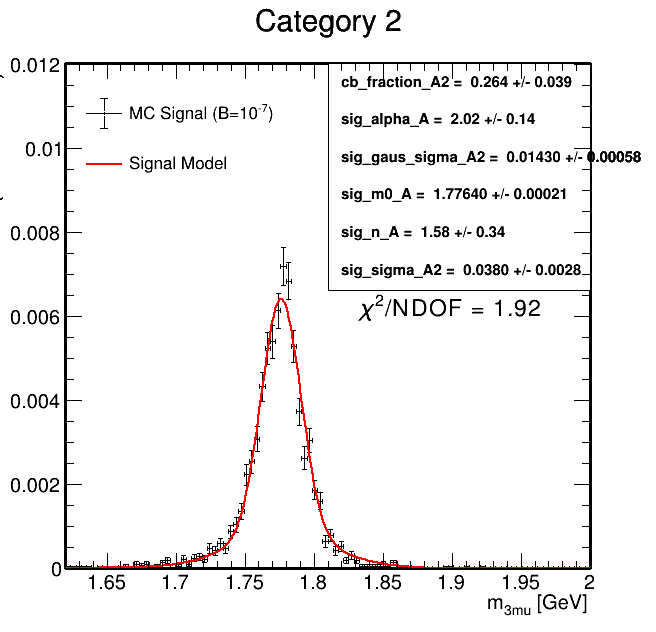 Category 2
0.012
0.01
0.008
0.006
0.004
0.002
0
MC Signal (B=10⁻⁷)
Signal Model
cb_fraction_A2 = 0.264 +/- 0.039
sig_alpha_A = 2.02 +/- 0.14
sig_gaus_sigma_A2 = 0.01430 +/- 0.00058
sig_m0_A = 1.77640 +/- 0.00021
sig_n_A = 1.58 +/- 0.34
sig_sigma_A2 = 0.0380 +/- 0.0028
χ²/NDOF = 1.92
1.65 1.7 1.75 1.8 1.85 1.9 1.95 2
m₃ₘᵤ [GeV]